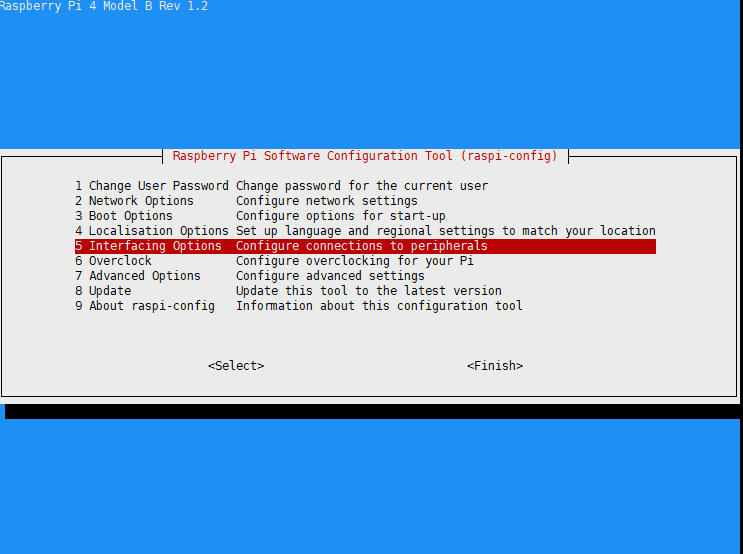 Raspberry Pi 4 Model B Rev 1.2
Raspberry Pi Software Configuration Tool (raspi-config)
1 Change User Password Change password for the current user
2 Network Options Configure network settings
3 Boot Options Configure options for start-up
4 Localisation Options Set up language and regional settings to match your location
5 Interfacing Options Configure connections to peripherals
6 Overclock Configure overclocking for your Pi
7 Advanced Options Configure advanced settings
8 Update Update this tool to the latest version
9 About raspi-config Information about this configuration tool
<Select> <Finish>